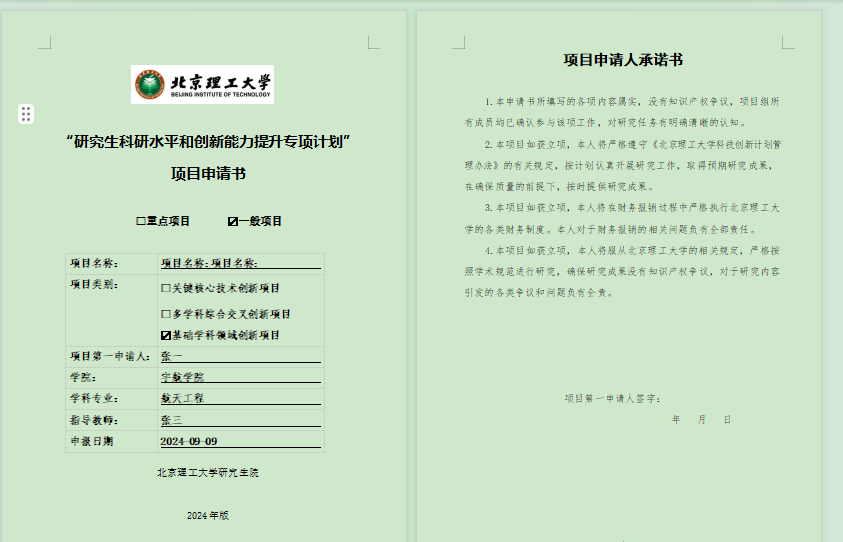 北京理工大学
BEIJING INSTITUTE OF TECHNOLOGY
“研究生科研水平和创新能力提升专项计划”
项目申请书
☐重点项目 ☑一般项目
项目名称： 项目名称：项目名称：
项目类别： ☐关键核心技术创新项目
☐多学科综合交叉创新项目
☑基础学科领域创新项目
项目第一申请人： 张一
学院： 宇航学院
学科专业： 航天工程
指导教师： 张三
申报日期 2024-09-09
北京理工大学研究生院
2024年版
项目申请人承诺书
1.本申请书所填写的各项内容属实，没有知识产权争议，项目组所
有成员均已确认参与该项工作，对研究任务有明确清晰的认知。
2.本项目如获立项，本人将严格遵守《北京理工大学科技创新计划管
理办法》的有关规定，按计划认真开展研究工作，取得预期研究成果，
在确保质量的前提下，按时提供研究成果。
3.本项目如获立项，本人将在财务报销过程中严格执行北京理工大
学的各类财务制度。本人对于财务报销的相关问题负有全部责任。
4.本项目如获立项，本人将服从北京理工大学的相关规定，严格按
照学术规范进行研究，确保研究成果没有知识产权争议，对于研究内容
引发的各类争议和问题负有全责。
项目第一申请人签字：
年 月 日